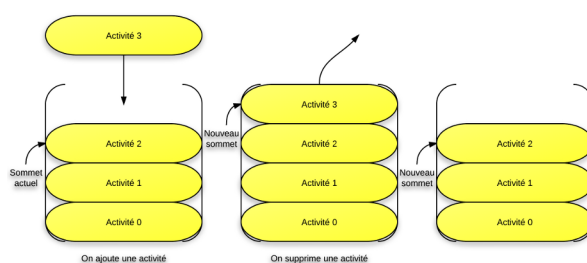 Activité 3
Activité 2
Sommet
actuel
Activité 1
Activité 0
On ajoute une activité
Activité 3
Nouveau
sommet
Activité 2
Activité 1
Activité 0
On supprime une activité
Activité 2
Nouveau
sommet
Activité 1
Activité 0